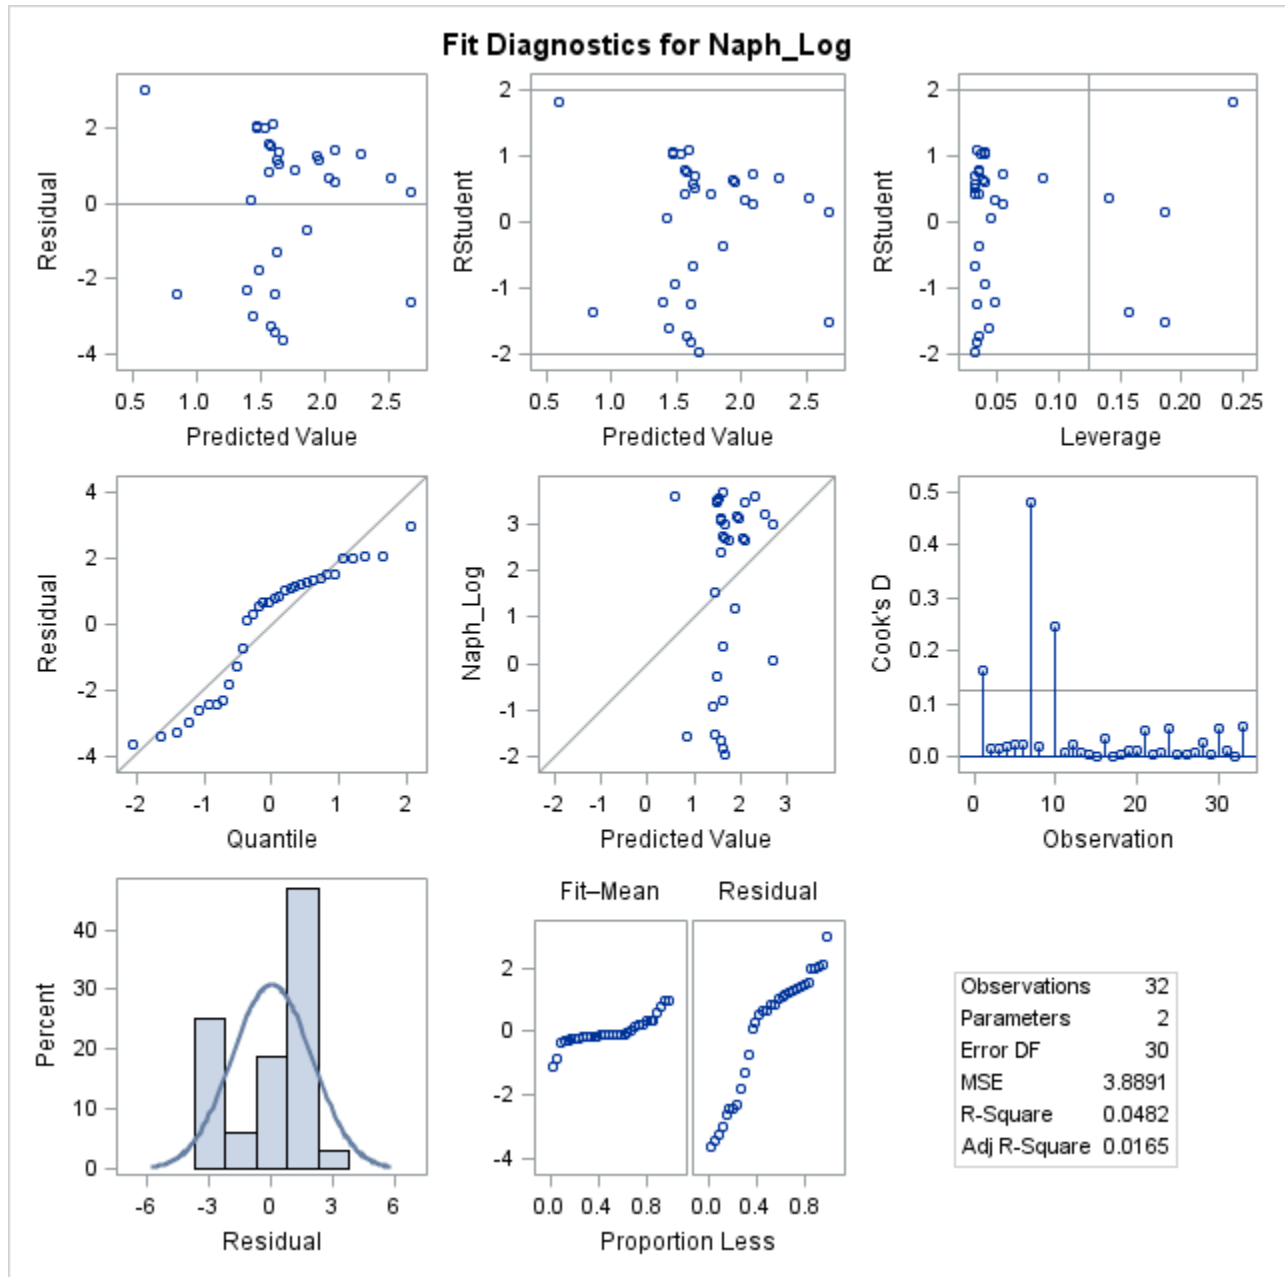 Fit Diagnostics for Naph_Log
Residual
2
0
-2
-4
0.5 1.0 1.5 2.0 2.5
Predicted Value
RStudent
2
1
0
-1
-2
0.5 1.0 1.5 2.0 2.5
Predicted Value
RStudent
2
1
0
-1
-2
0.05 0.10 0.15 0.20 0.25
Leverage
Residual
4
2
0
-2
-4
-2 -1 0 1 2
Quantile
Naph_Log
3
2
1
0
-1
-2
-2 -1 0 1 2 3
Predicted Value
Cook's D
0.5
0.4
0.3
0.2
0.1
0.0
0 10 20 30
Observation
Percent
40
30
20
10
0
-6 -3 0 3 6
Residual
Fit–Mean Residual
2
0
-2
-4
0.0 0.4 0.8 0.0 0.4 0.8
Proportion Less
Observations 32
Parameters 2
Error DF 30
MSE 3.8891
R-Square 0.0482
Adj R-Square 0.0165